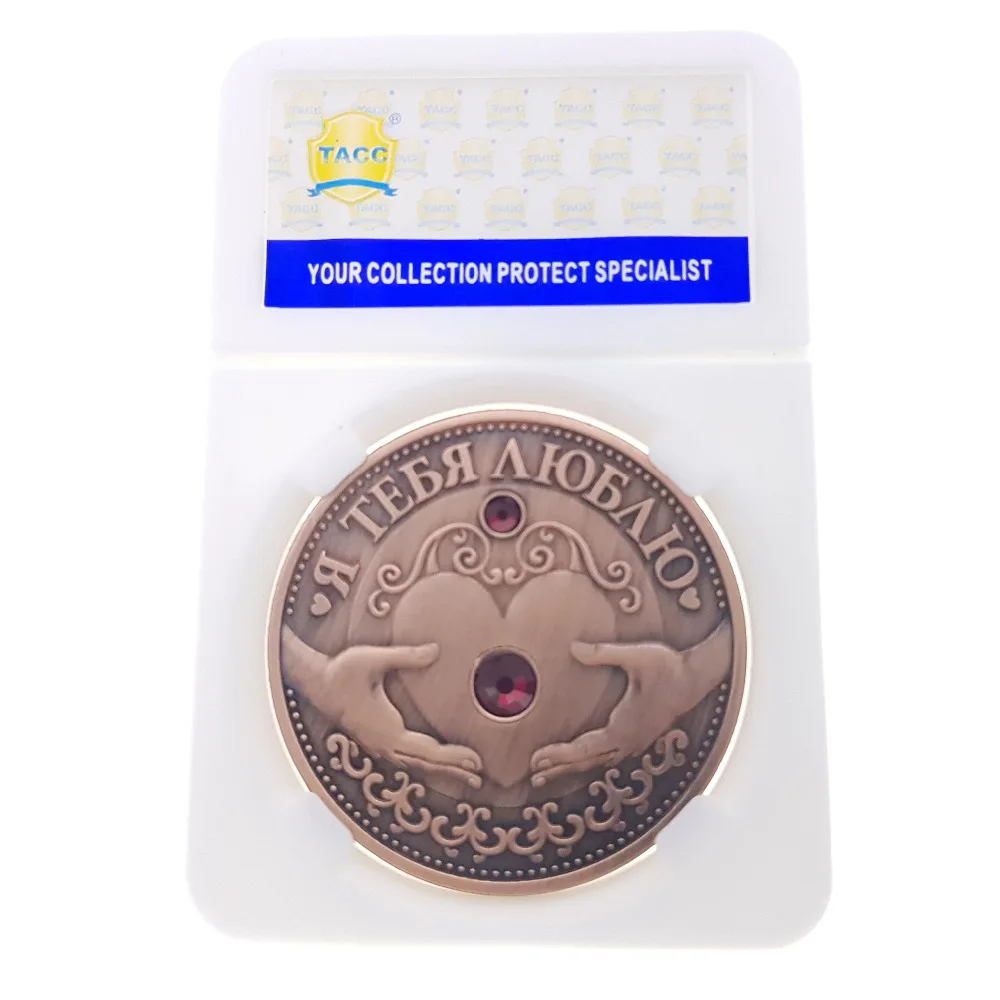 TACC ®
YOUR COLLECTION PROTECT SPECIALIST
Я ТЕБЯ ЛЮБЛЮ